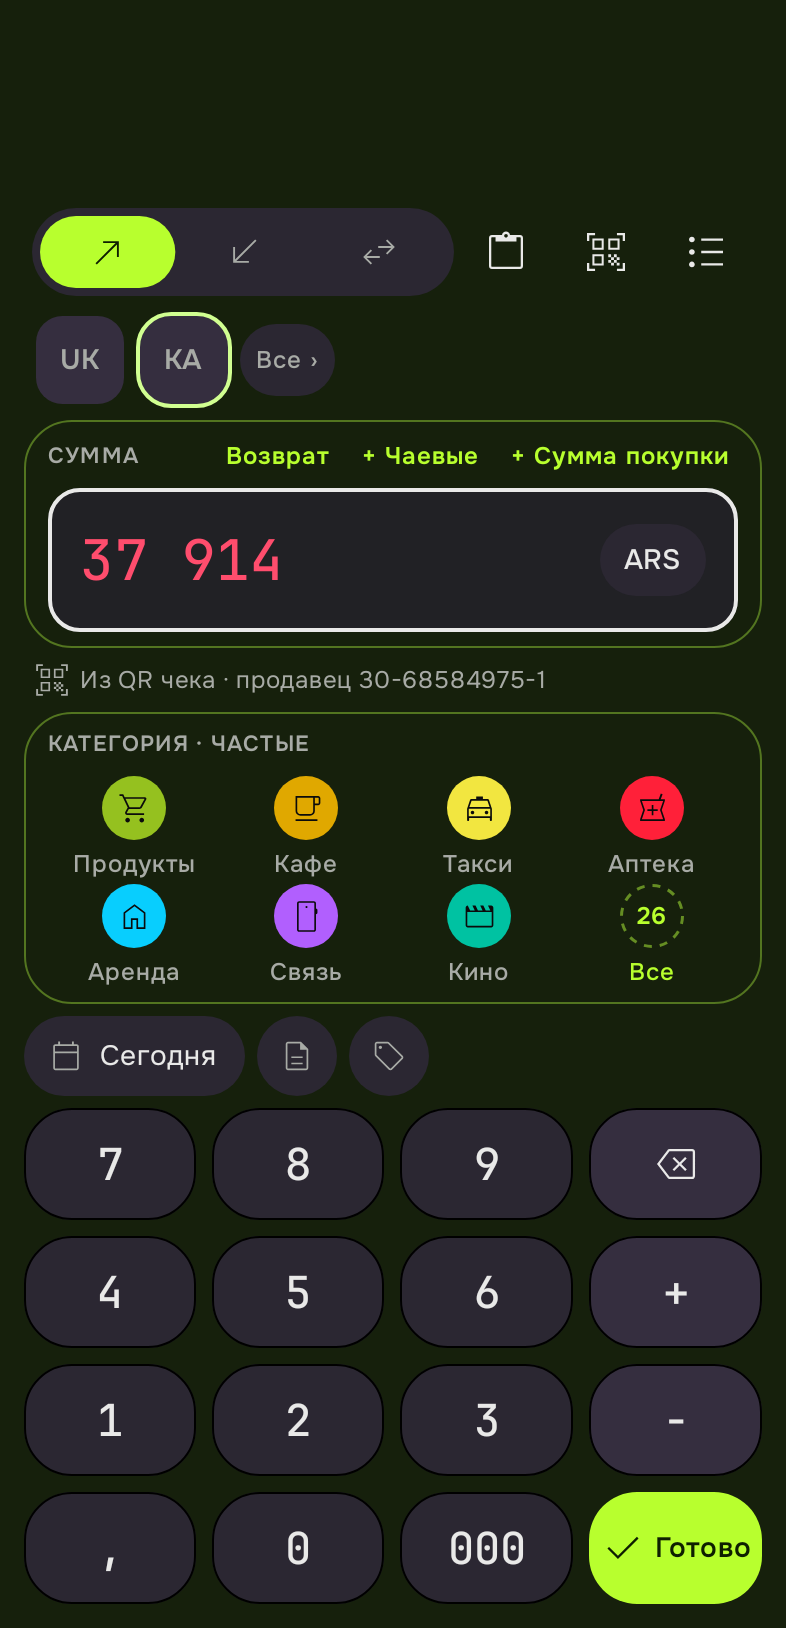 UK KA Все ›
СУММА Возврат + Чаевые + Сумма покупки
37 914 ARS
Из QR чека · продавец 30-68584975-1
КАТЕГОРИЯ · ЧАСТЫЕ
Продукты Кафе Такси Аптека
26
Аренда Связь Кино Все
Сегодня
7 8 9
4 5 6 +
1 2 3 -
, 0 000 Готово